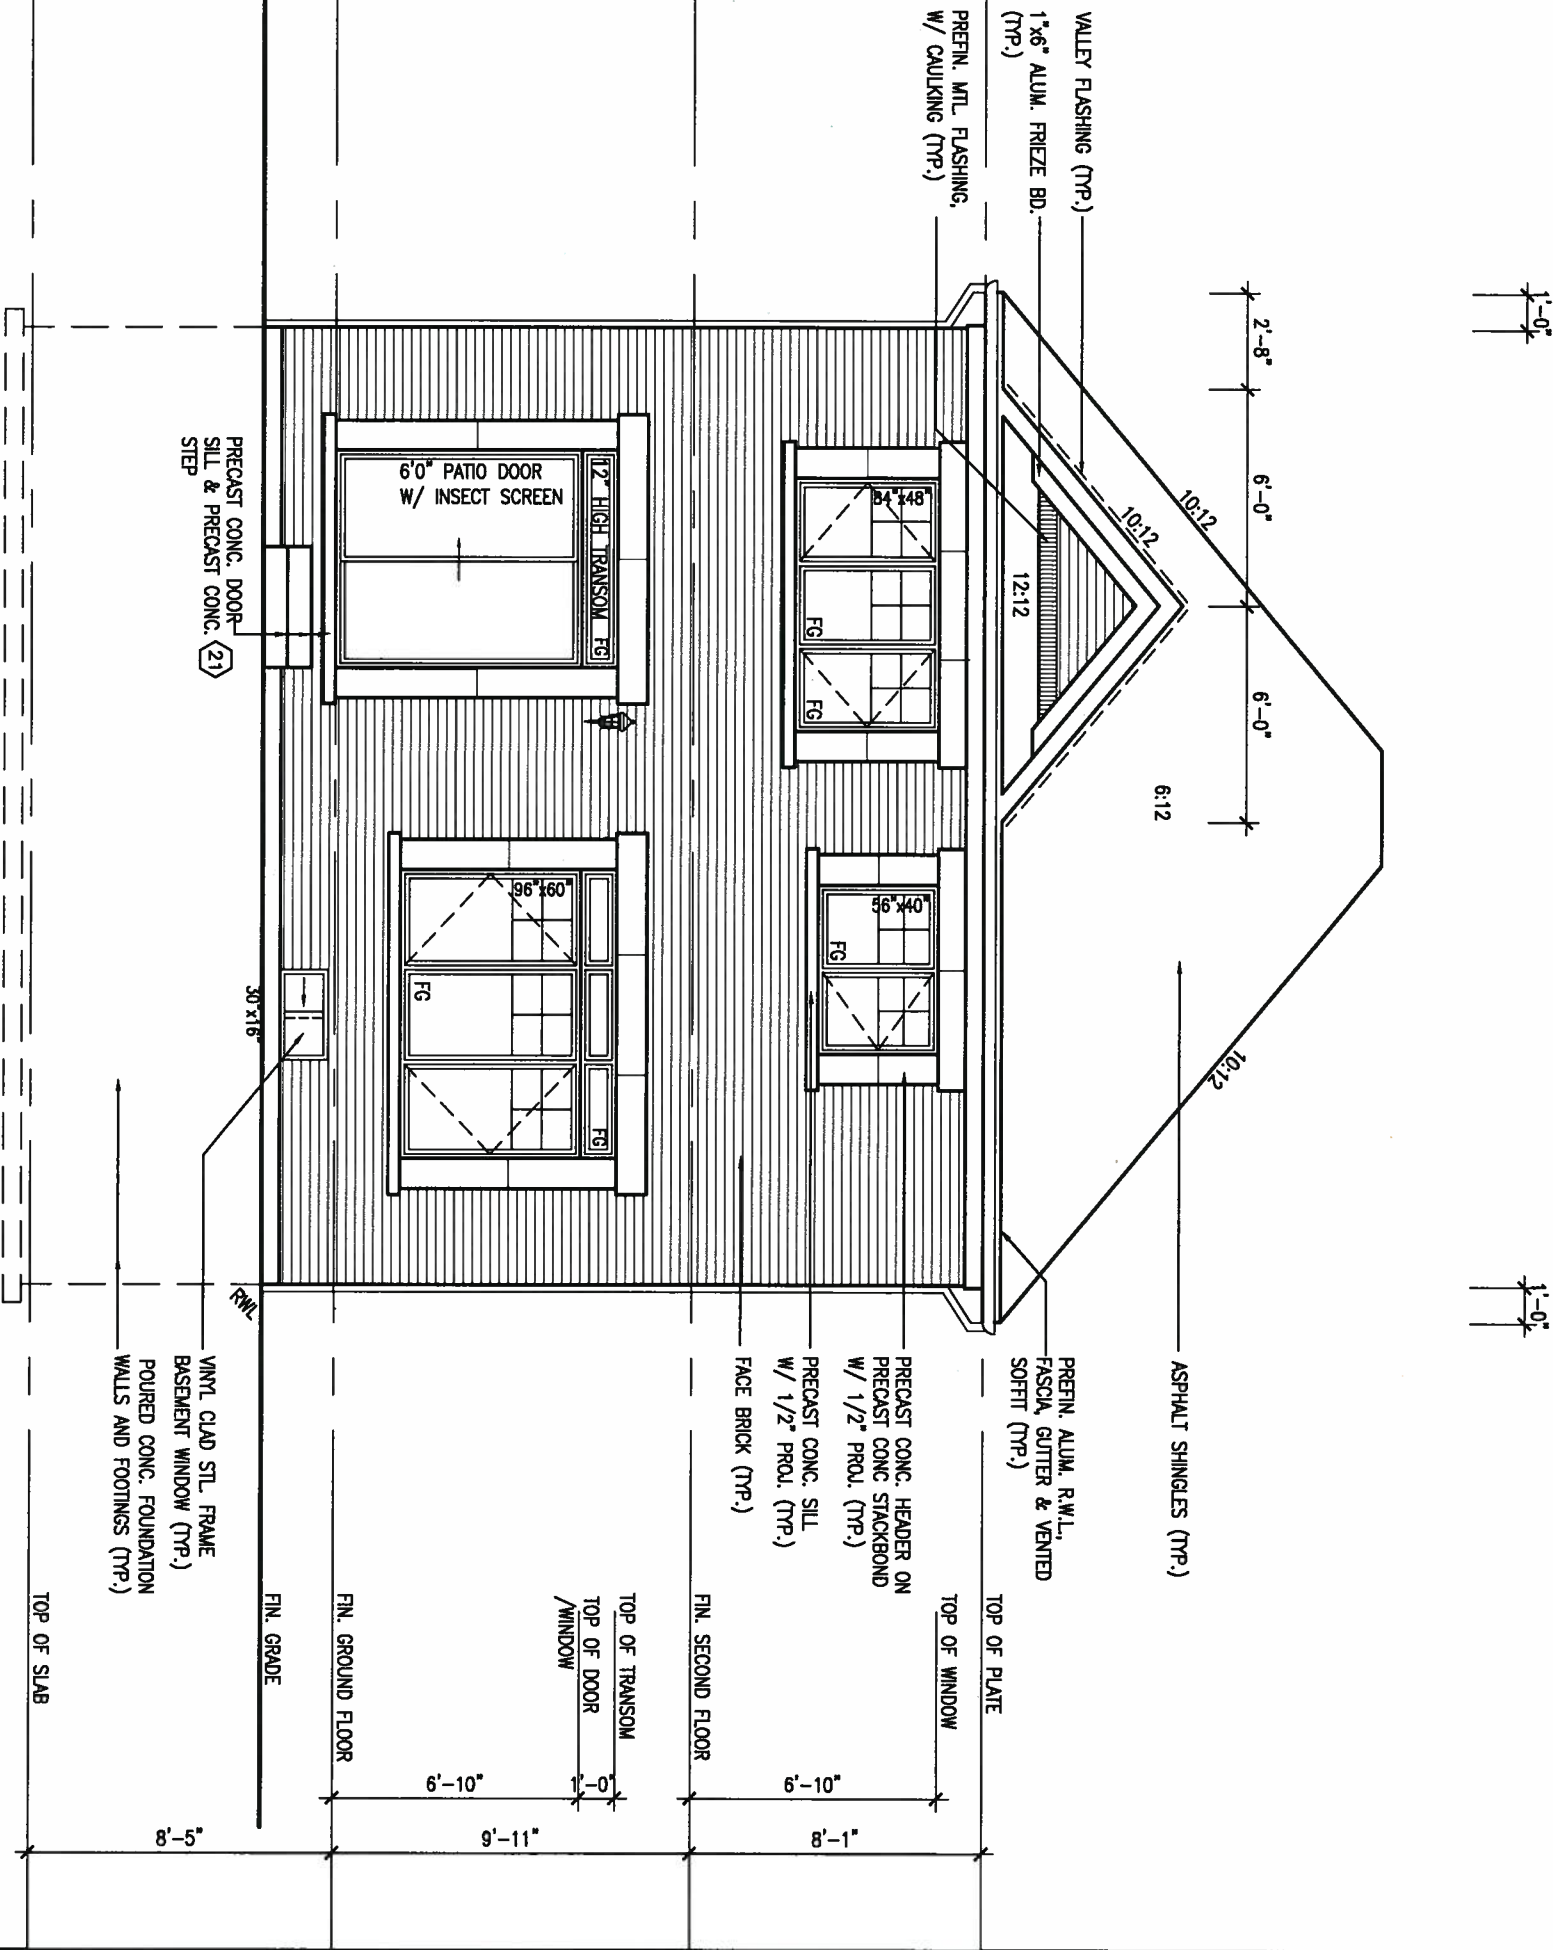 1'-0"
1'-0"
2'-8"
6'-0"
6'-0"
10:12
10:12
12:12
6:12
10:12
VALLEY FLASHING (TYP.)
1"x6" ALUM. FRIEZE BD.
(TYP.)
PREFIN. MTL. FLASHING,
W/ CAULKING (TYP.)
ASPHALT SHINGLES (TYP.)
PREFIN. ALUM. R.W.L.,
FASCIA, GUTTER & VENTED
SOFFIT (TYP.)
PRECAST CONC. HEADER ON
PRECAST CONC STACKBOND
W/ 1/2" PROJ. (TYP.)
PRECAST CONC. SILL
W/ 1/2" PROJ. (TYP.)
FACE BRICK (TYP.)
84"x48"
FG
FG
56"x40"
FG
12" HIGH TRANSOM FG
6'0" PATIO DOOR
W/ INSECT SCREEN
96"x60"
FG
FG
PRECAST CONC. DOOR
SILL & PRECAST CONC.
STEP
21
30"x16"
RWL
VINYL CLAD STL. FRAME
BASEMENT WINDOW (TYP.)
POURED CONC. FOUNDATION
WALLS AND FOOTINGS (TYP.)
TOP OF PLATE
TOP OF WINDOW
FIN. SECOND FLOOR
TOP OF TRANSOM
TOP OF DOOR
/WINDOW
FIN. GROUND FLOOR
FIN. GRADE
TOP OF SLAB
6'-10"
1'-0"
6'-10"
8'-1"
9'-11"
8'-5"